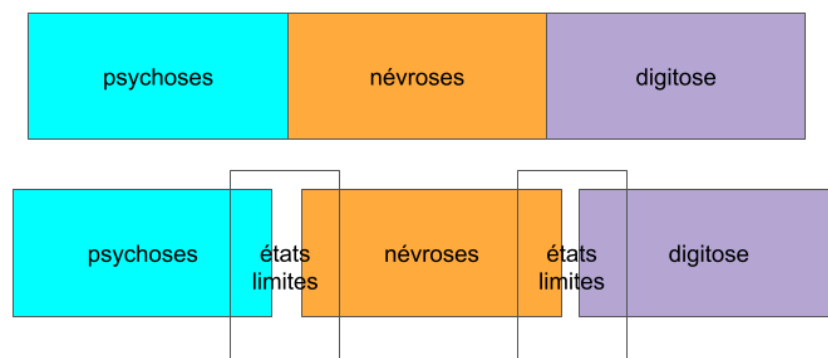 psychoses névroses digitose
psychoses états limites névroses états limites digitose